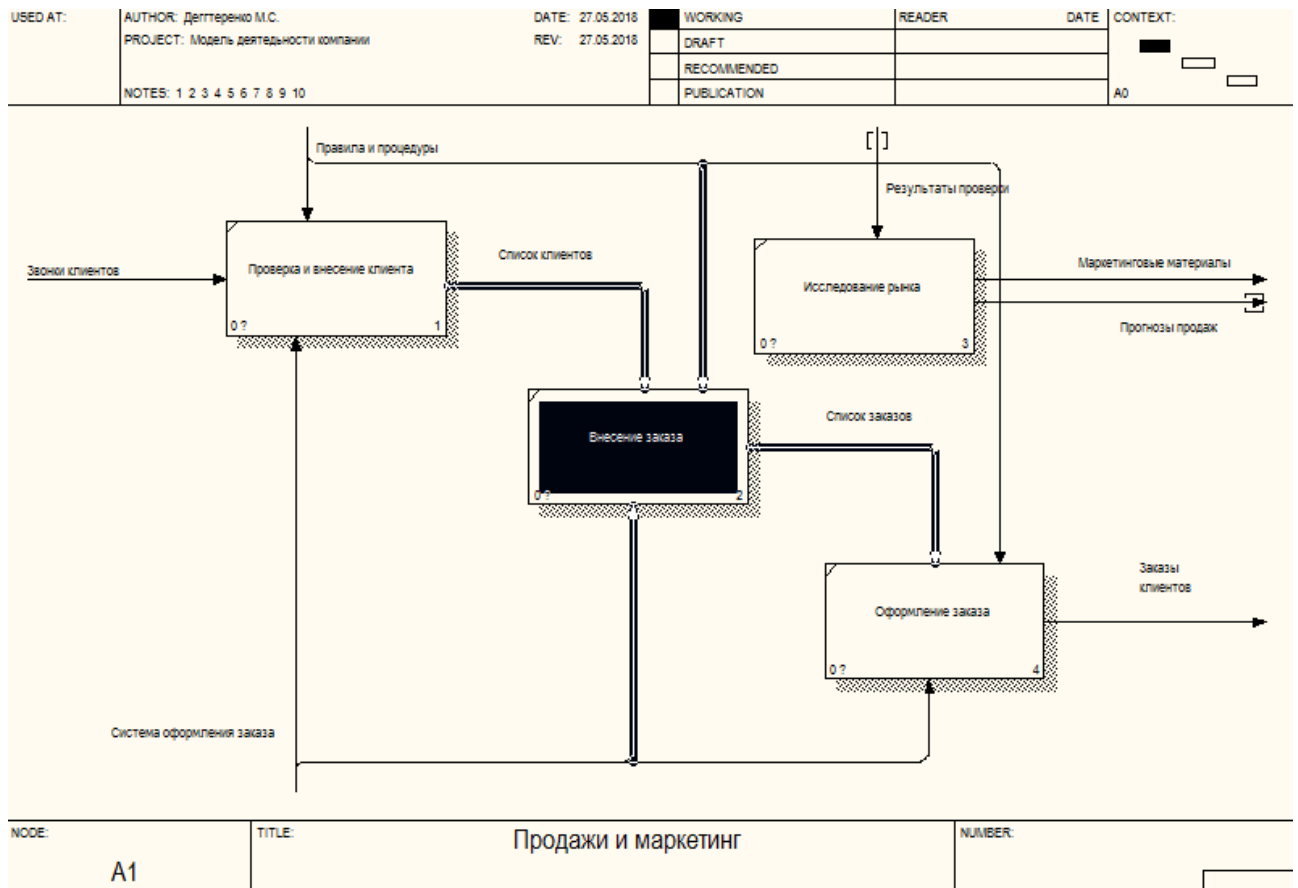 USED AT:
AUTHOR: Дегттеренко М.С.
DATE: 27.05.2018
WORKING
READER
DATE
CONTEXT:
PROJECT: Модель деятедьности компании
REV: 27.05.2018
DRAFT
RECOMMENDED
NOTES: 1 2 3 4 5 6 7 8 9 10
PUBLICATION
A0
Правила и процедуры
Результаты проверки
Звонки клиентов
Проверка и внесение клиента
0 ?
1
Список клиентов
Исследование рынка
0 ?
3
Маркетинговые материалы
Прогнозы продаж
Внесение заказа
0 ?
2
Список заказов
Оформление заказа
0 ?
4
Заказы
клиентов
Система оформления заказа
NODE:
A1
TITLE:
Продажи и маркетинг
NUMBER: